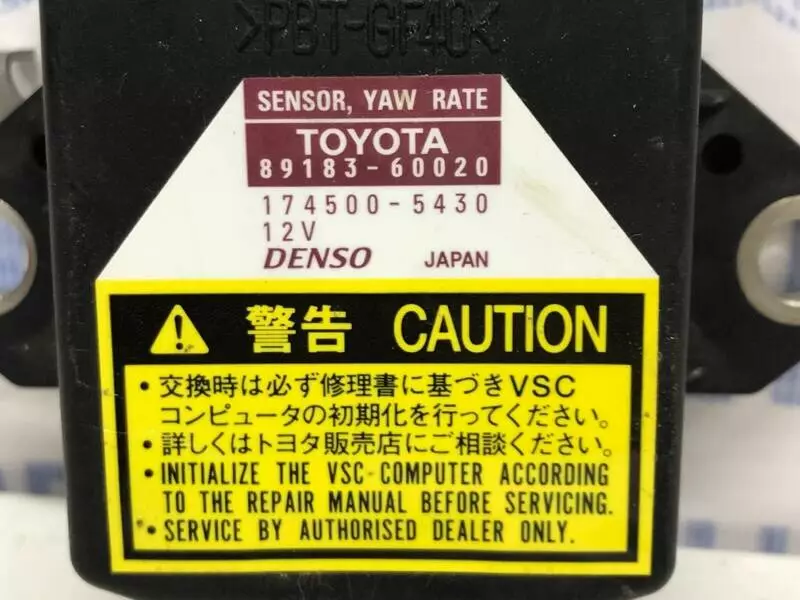 >PBT-GF40<
SENSOR, YAW RATE
TOYOTA
89183-60020
174500-5430
12V
DENSO JAPAN
警告 CAUTION
・交換時は必ず修理書に基づきVSC
コンピュータの初期化を行ってください。
・詳しくはトヨタ販売店にご相談ください。
・INITIALIZE THE VSC-COMPUTER ACCORDING
TO THE REPAIR MANUAL BEFORE SERVICING.
・SERVICE BY AUTHORISED DEALER ONLY.